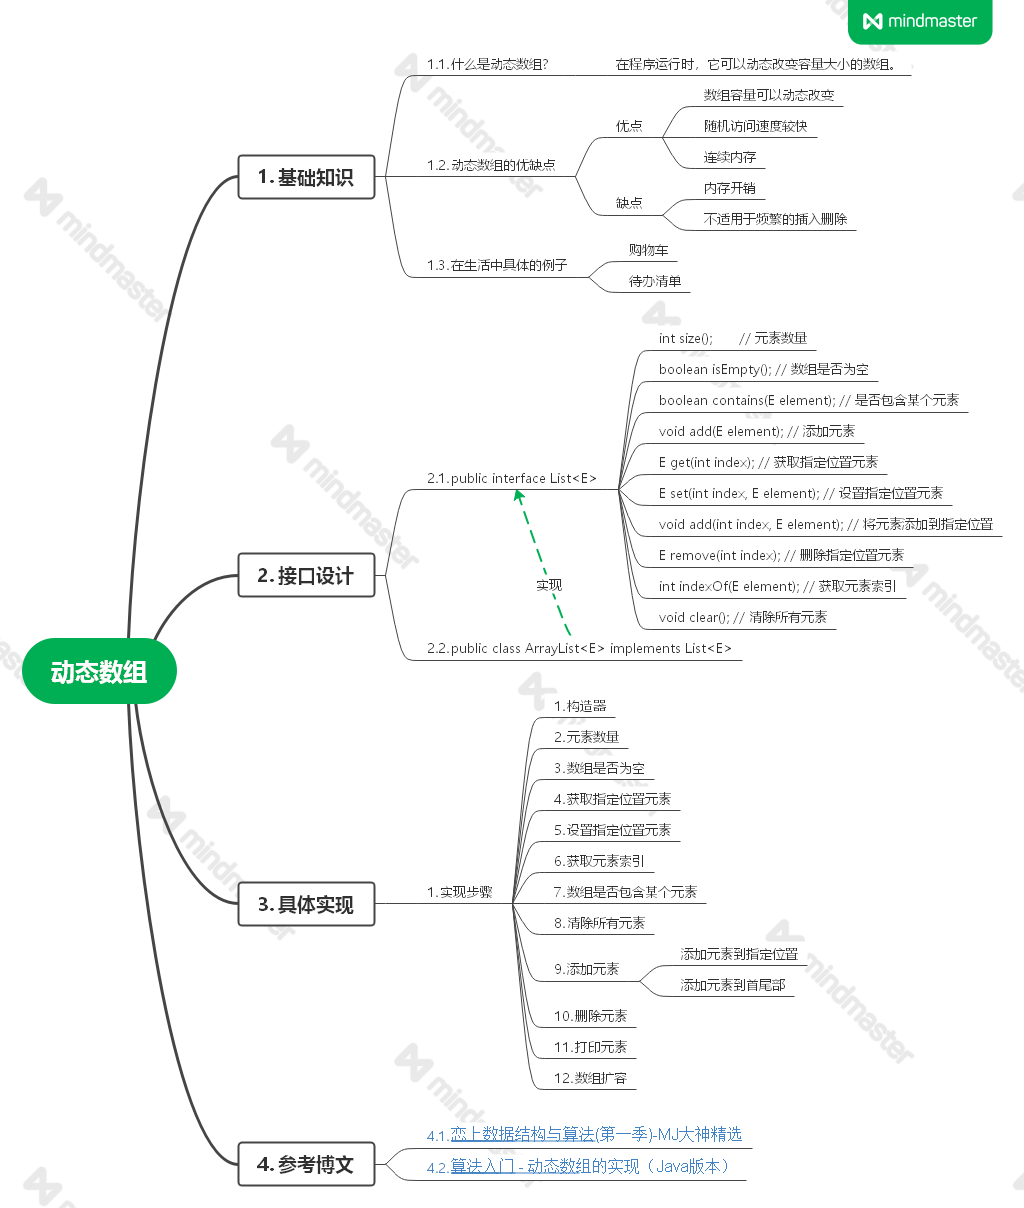 mindmaster
动态数组
1. 基础知识
1.1.什么是动态数组?
在程序运行时，它可以动态改变容量大小的数组。
1.2.动态数组的优缺点
优点
数组容量可以动态改变
随机访问速度较快
连续内存
缺点
内存开销
不适用于频繁的插入删除
1.3.在生活中具体的例子
购物车
待办清单
2. 接口设计
2.1.public interface List<E>
int size(); // 元素数量
boolean isEmpty(); // 数组是否为空
boolean contains(E element); // 是否包含某个元素
void add(E element); // 添加元素
E get(int index); // 获取指定位置元素
E set(int index, E element); // 设置指定位置元素
void add(int index, E element); // 将元素添加到指定位置
E remove(int index); // 删除指定位置元素
int indexOf(E element); // 获取元素索引
void clear(); // 清除所有元素
实现
2.2.public class ArrayList<E> implements List<E>
3. 具体实现
1.实现步骤
1.构造器
2.元素数量
3.数组是否为空
4.获取指定位置元素
5.设置指定位置元素
6.获取元素索引
7.数组是否包含某个元素
8.清除所有元素
9.添加元素
添加元素到指定位置
添加元素到首尾部
10.删除元素
11.打印元素
12.数组扩容
4. 参考博文
4.1.恋上数据结构与算法(第一季)-MJ大神精选
4.2.算法入门 - 动态数组的实现（Java版本）